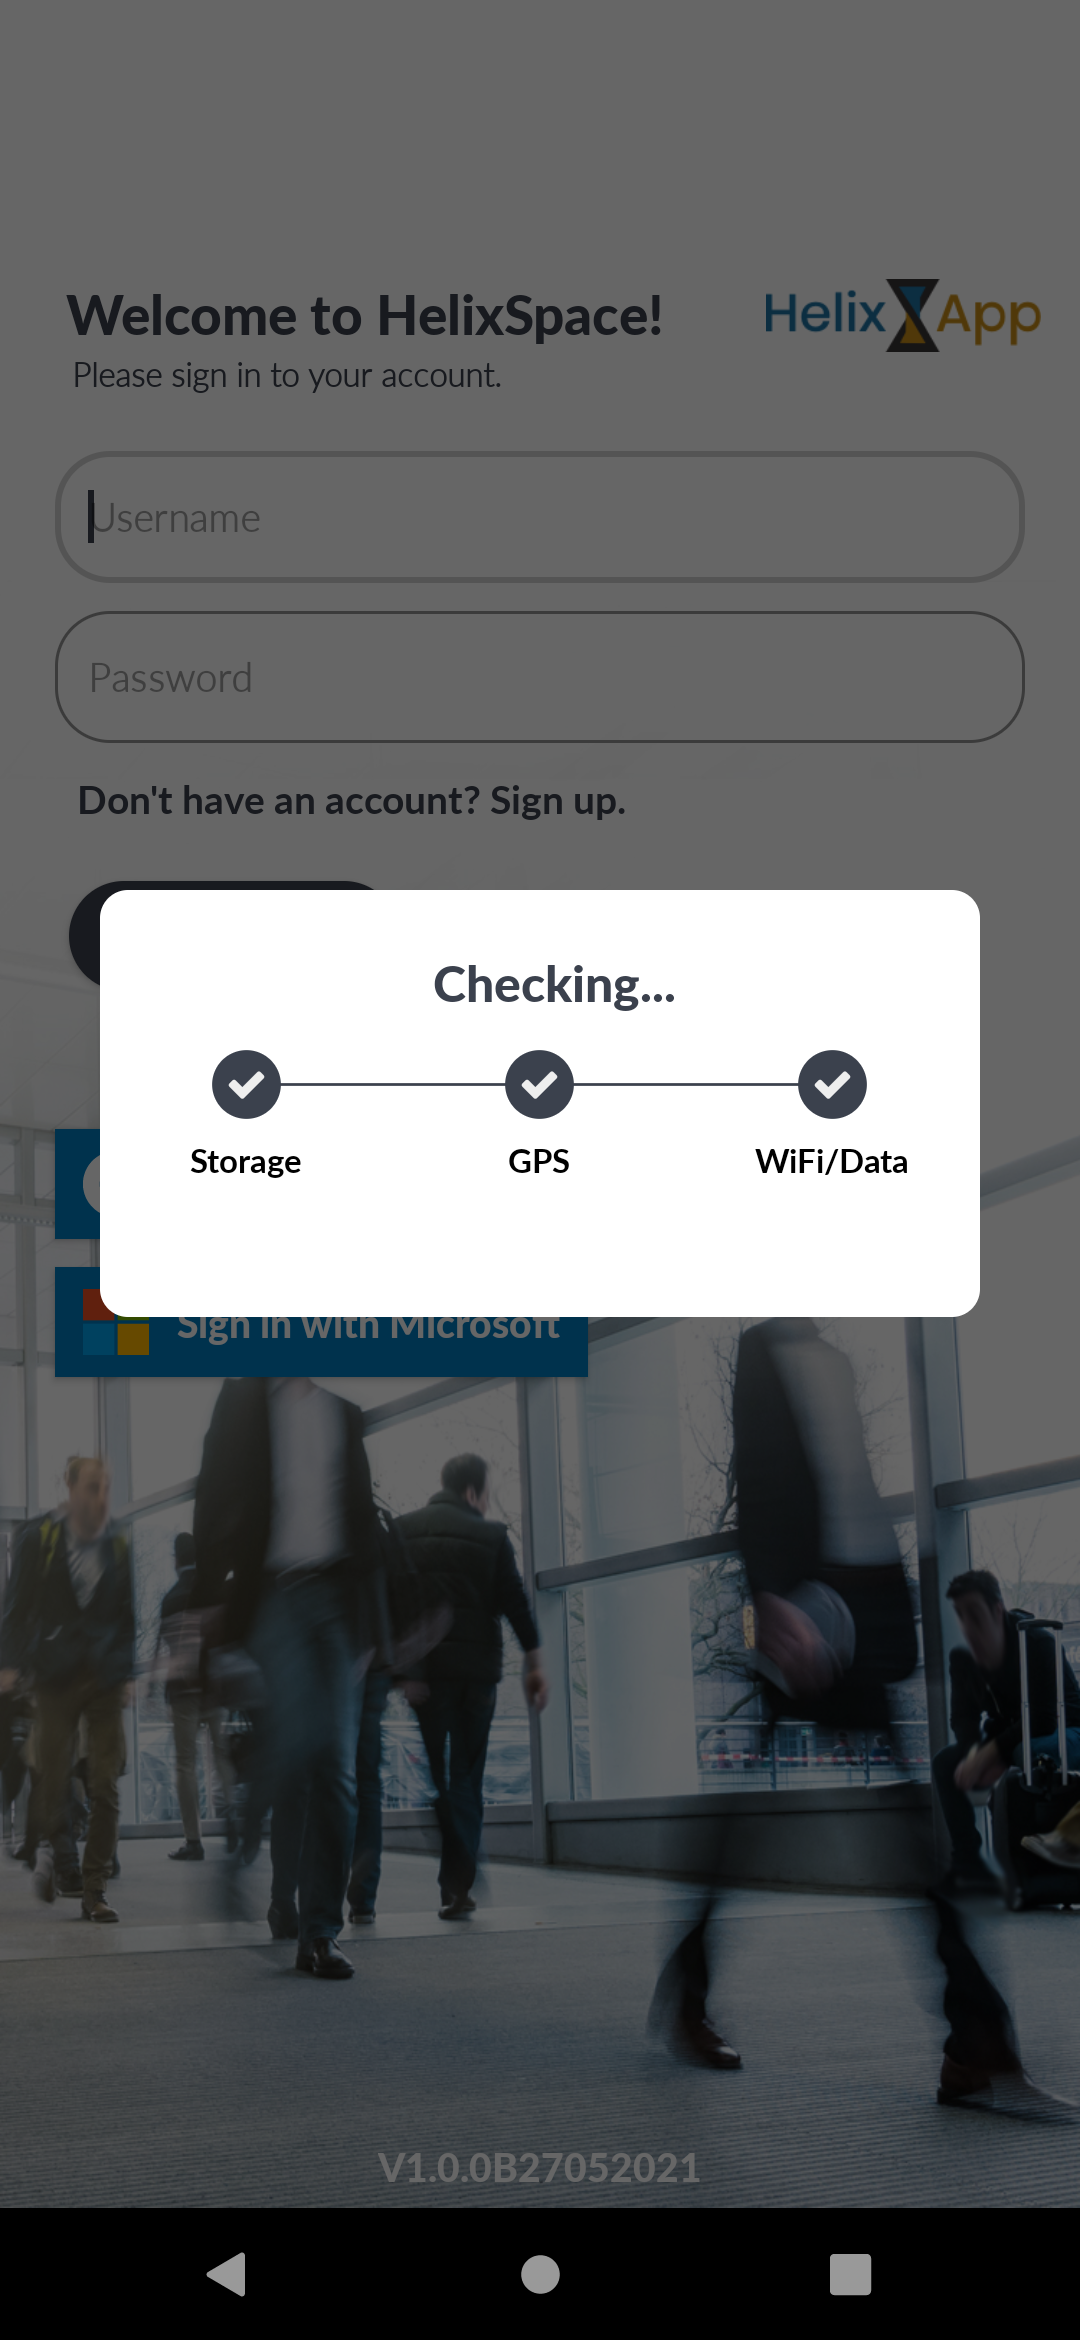 Welcome to HelixSpace!
Helix App
Please sign in to your account.
Username
Password
Don't have an account? Sign up.
Checking...
Storage
GPS
WiFi/Data
Sign in with Microsoft
V1.0.0B27052021